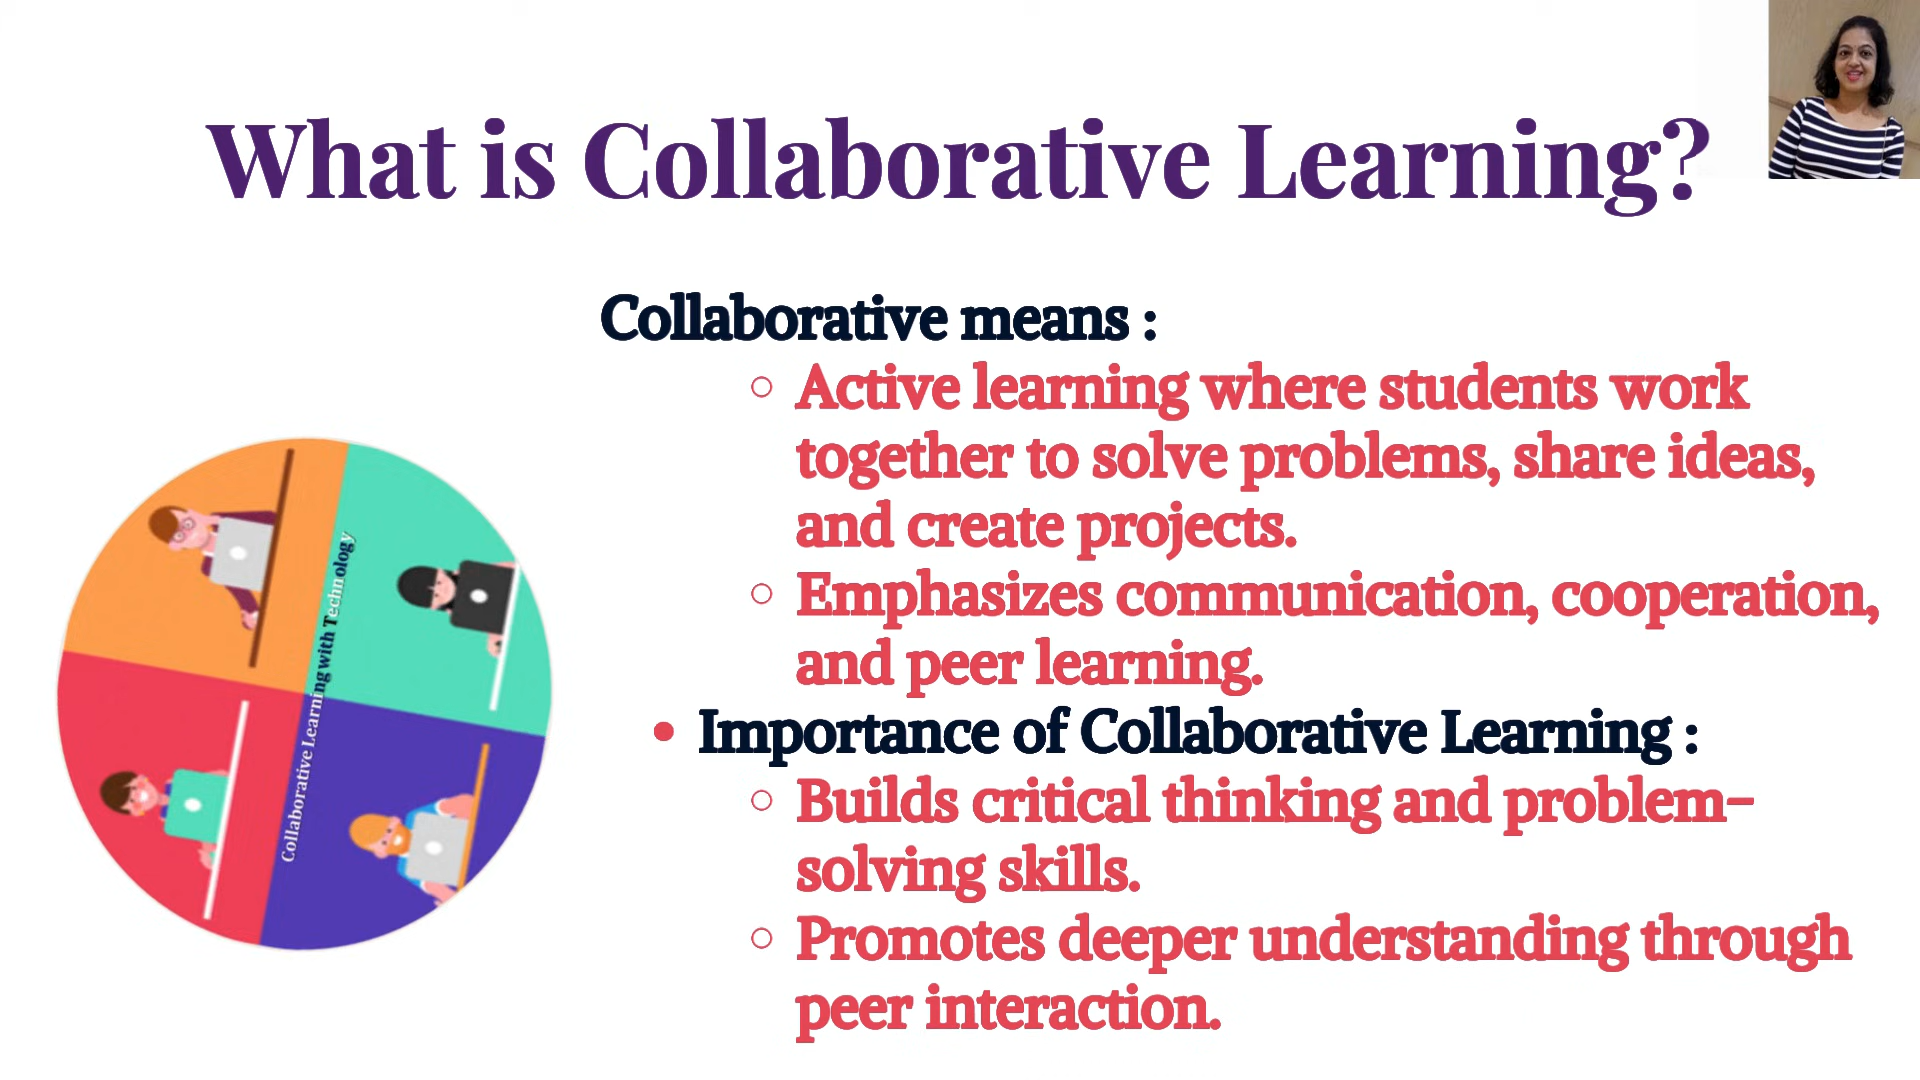 What is Collaborative Learning?
Collaborative means :
Active learning where students work
together to solve problems, share ideas,
and create projects.
Emphasizes communication, cooperation,
and peer learning.
Importance of Collaborative Learning :
Builds critical thinking and problem-
solving skills.
Promotes deeper understanding through
peer interaction.
Collaborative Learning with Technology